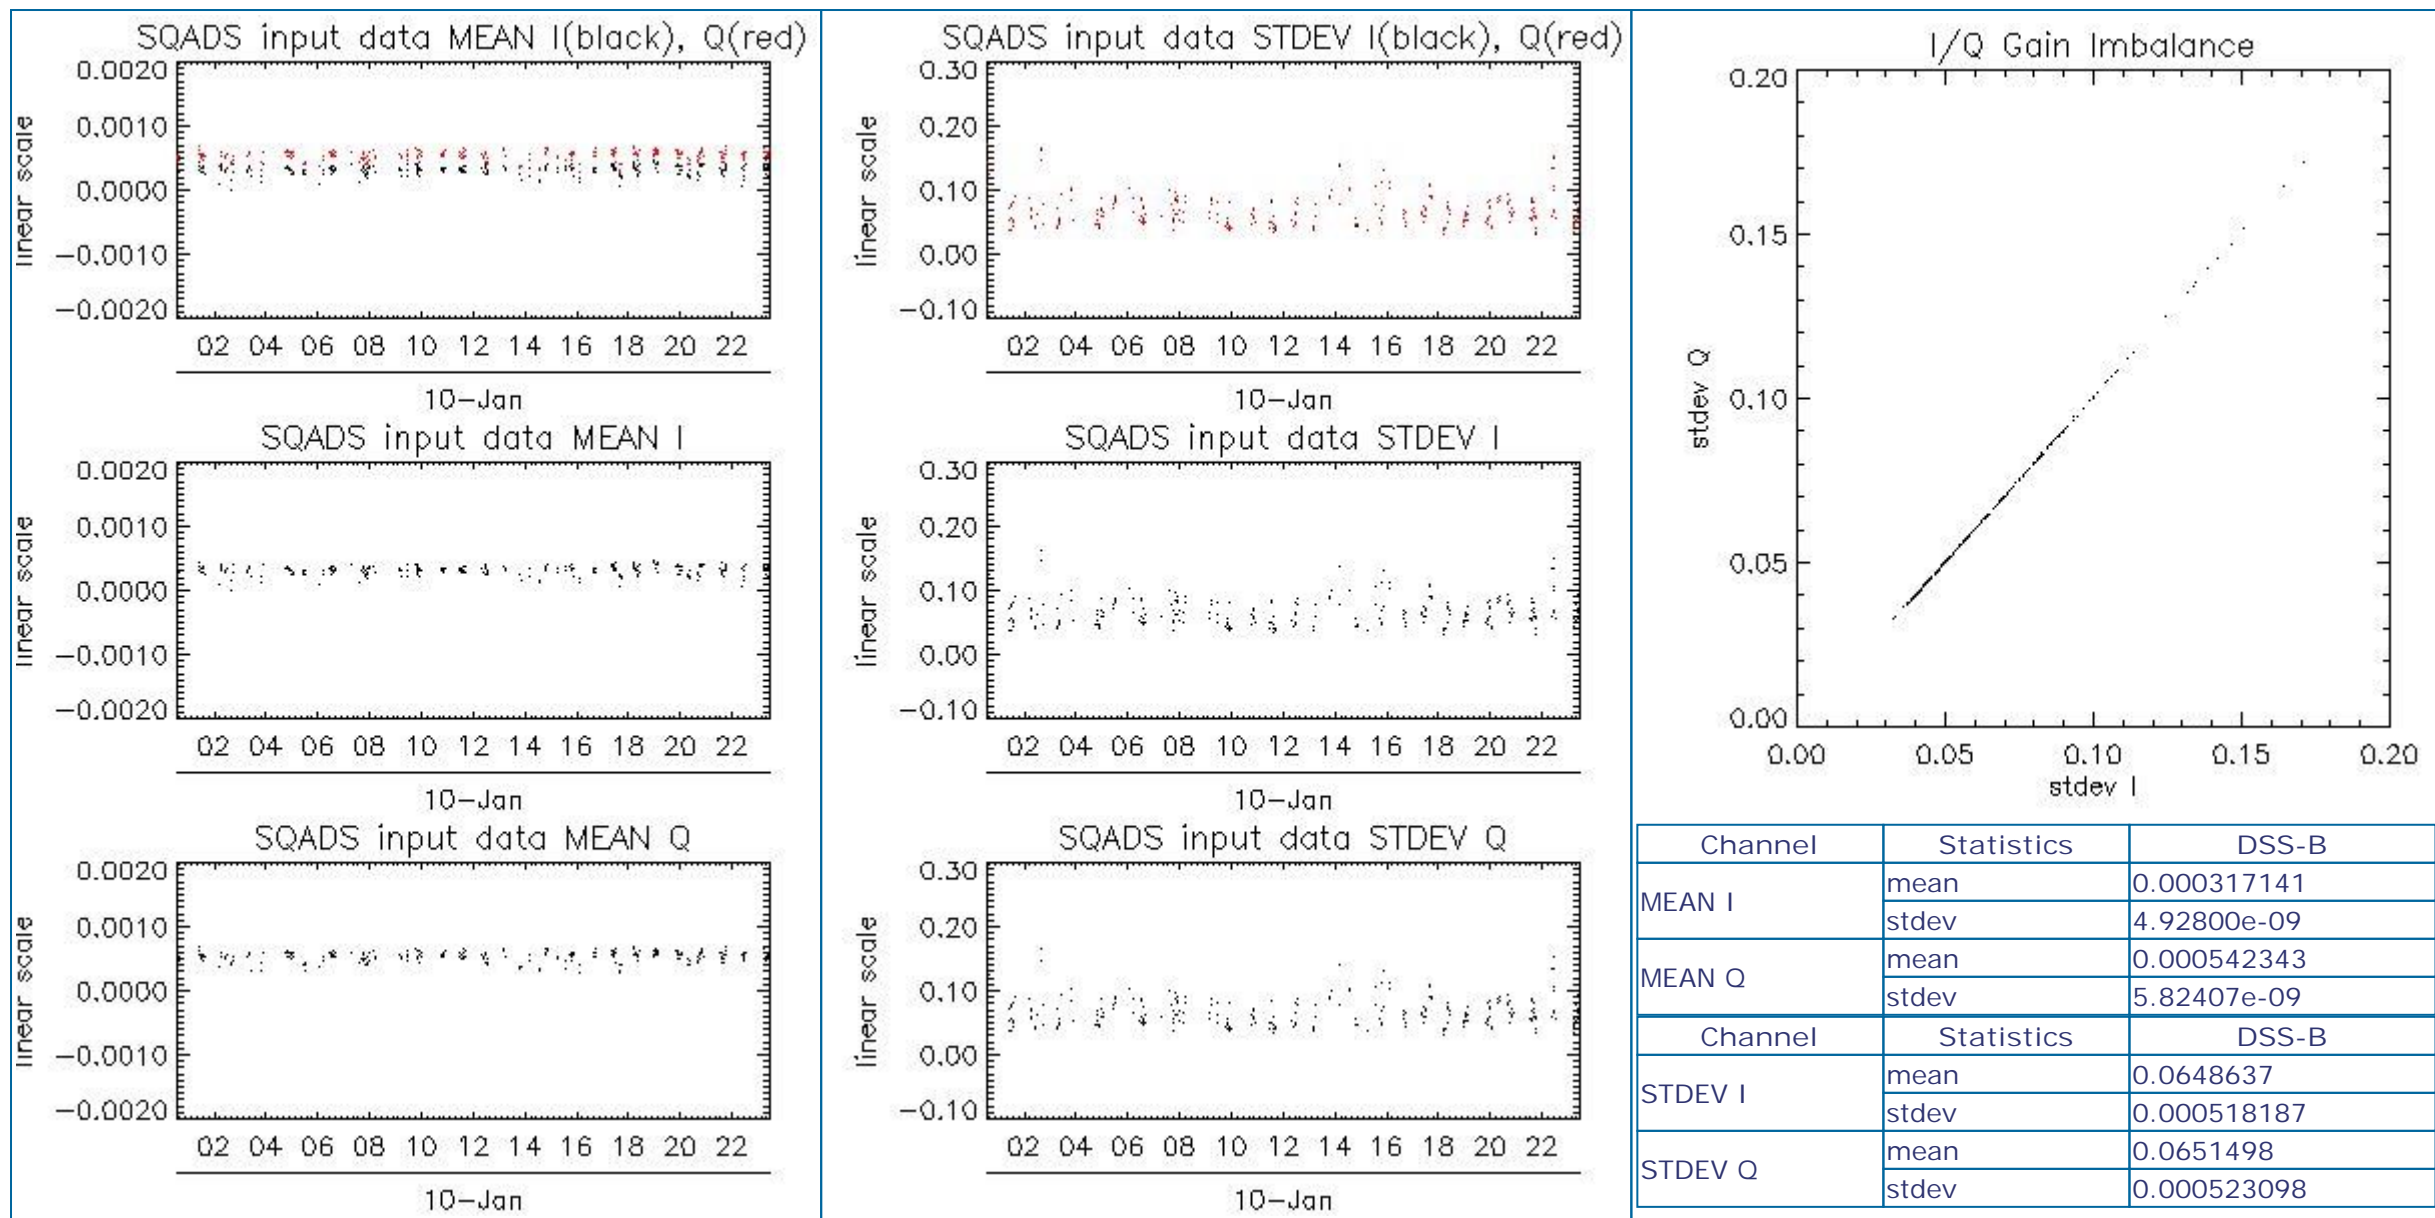 SQADS input data MEAN I(black), Q(red)
0.0020
0.0010
0.0000
−0.0010
−0.0020
linear scale
02 04 06 08 10 12 14 16 18 20 22
10−Jan
SQADS input data MEAN I
0.0020
0.0010
0.0000
−0.0010
−0.0020
linear scale
02 04 06 08 10 12 14 16 18 20 22
10−Jan
SQADS input data MEAN Q
0.0020
0.0010
0.0000
−0.0010
−0.0020
linear scale
02 04 06 08 10 12 14 16 18 20 22
10−Jan
SQADS input data STDEV I(black), Q(red)
0.30
0.20
0.10
0.00
−0.10
linear scale
02 04 06 08 10 12 14 16 18 20 22
10−Jan
SQADS input data STDEV I
0.30
0.20
0.10
0.00
−0.10
linear scale
02 04 06 08 10 12 14 16 18 20 22
10−Jan
SQADS input data STDEV Q
0.30
0.20
0.10
0.00
−0.10
linear scale
02 04 06 08 10 12 14 16 18 20 22
10−Jan
I/Q Gain Imbalance
0.20
0.15
0.10
0.05
0.00
stdev Q
0.00 0.05 0.10 0.15 0.20
stdev I
Channel Statistics DSS-B
MEAN I mean 0.000317141
stdev 4.92800e-09
MEAN Q mean 0.000542343
stdev 5.82407e-09
Channel Statistics DSS-B
STDEV I mean 0.0648637
stdev 0.000518187
STDEV Q mean 0.0651498
stdev 0.000523098